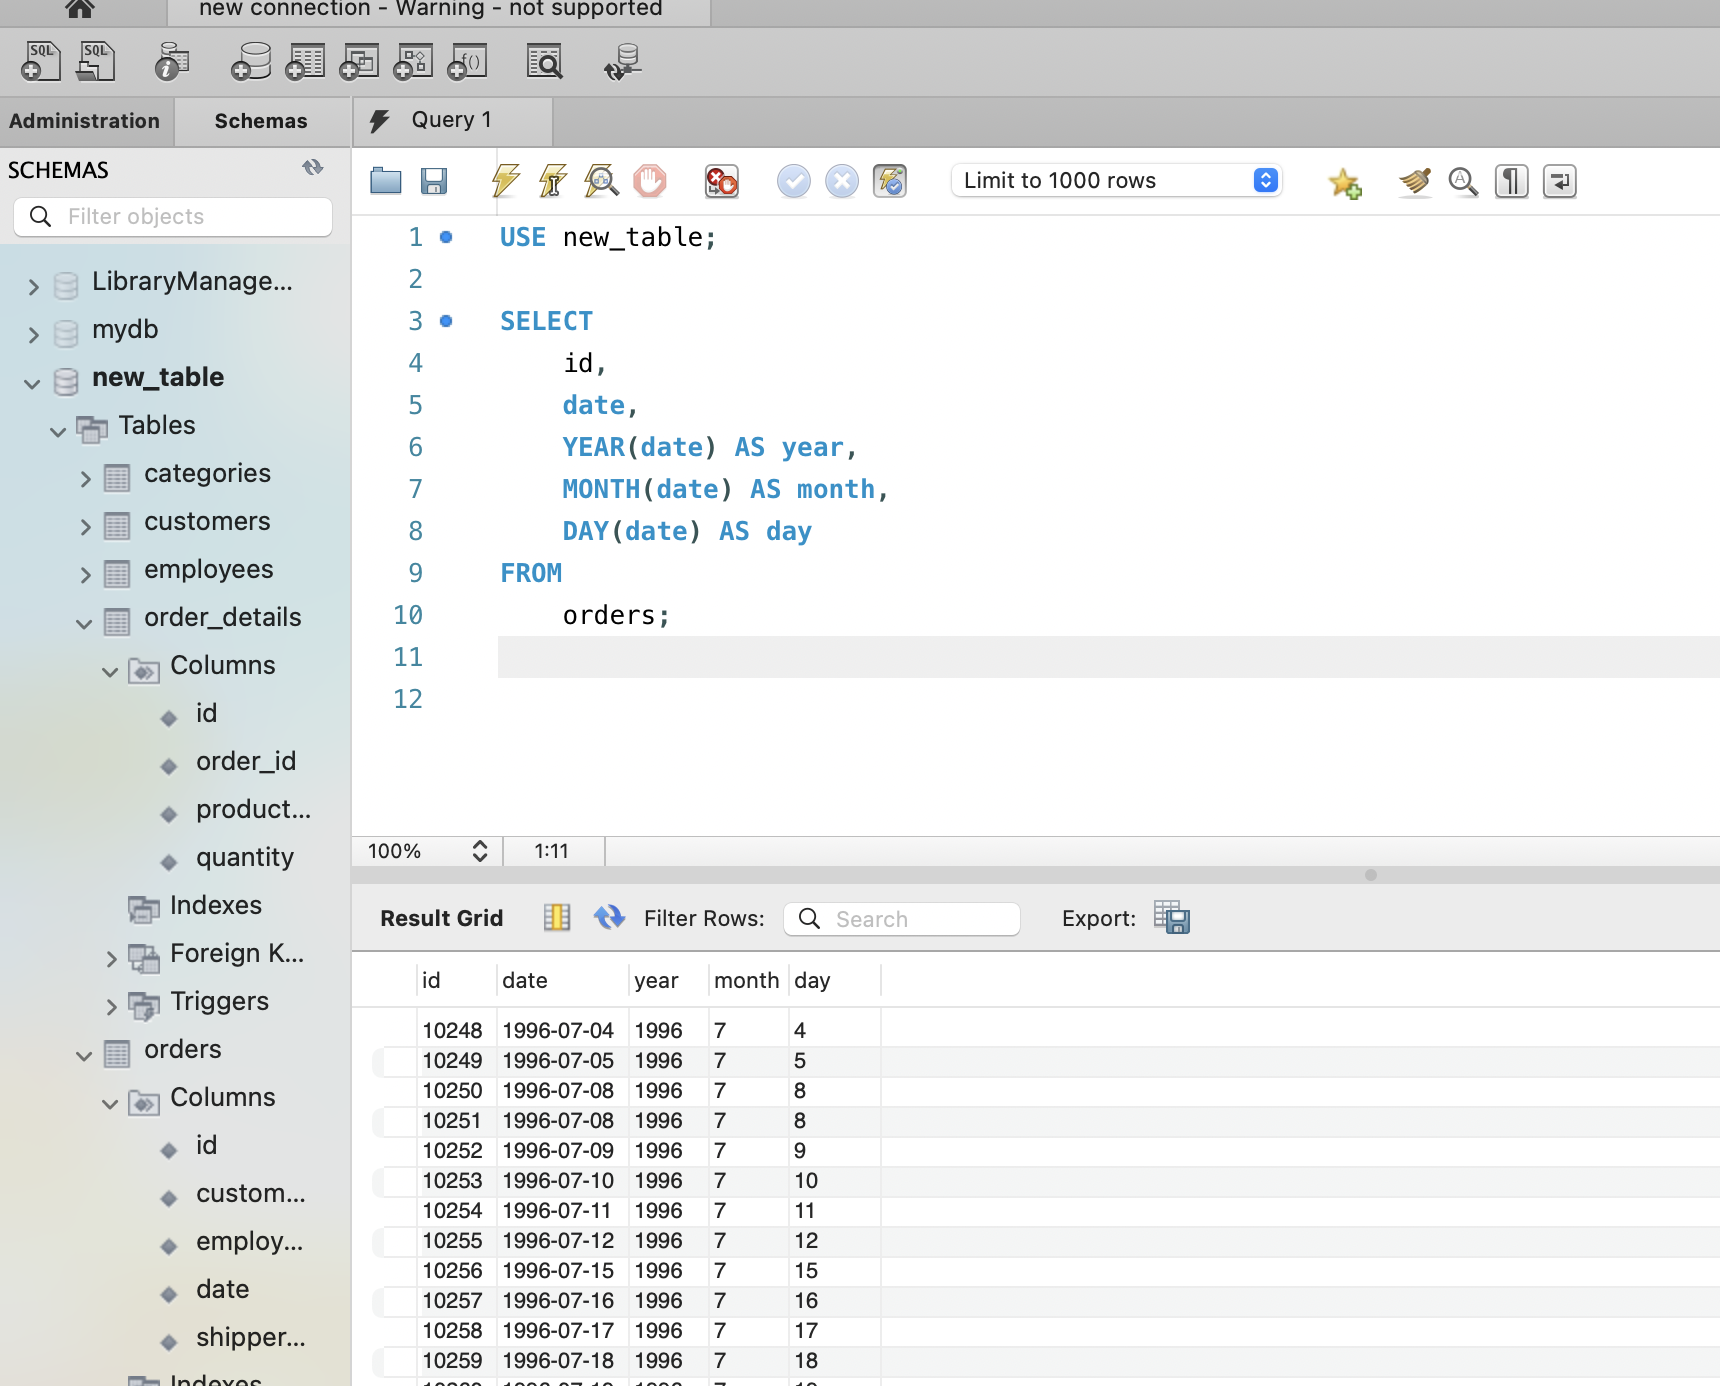 new connection - Warning - not supported
SQL SQL i f()
Administration Schemas Query 1
SCHEMAS
Filter objects
Limit to 1000 rows
LibraryManage...
mydb
new_table
Tables
categories
customers
employees
order_details
Columns
id
order_id
product...
quantity
Indexes
Foreign K...
Triggers
orders
Columns
id
custom...
employ...
date
shipper...
Indexes
1 USE new_table;
2
3 SELECT
4 id,
5 date,
6 YEAR(date) AS year,
7 MONTH(date) AS month,
8 DAY(date) AS day
9 FROM
10 orders;
11
12
100% 1:11
Result Grid Filter Rows: Search Export:
id date year month day
10248 1996-07-04 1996 7 4
10249 1996-07-05 1996 7 5
10250 1996-07-08 1996 7 8
10251 1996-07-08 1996 7 8
10252 1996-07-09 1996 7 9
10253 1996-07-10 1996 7 10
10254 1996-07-11 1996 7 11
10255 1996-07-12 1996 7 12
10256 1996-07-15 1996 7 15
10257 1996-07-16 1996 7 16
10258 1996-07-17 1996 7 17
10259 1996-07-18 1996 7 18